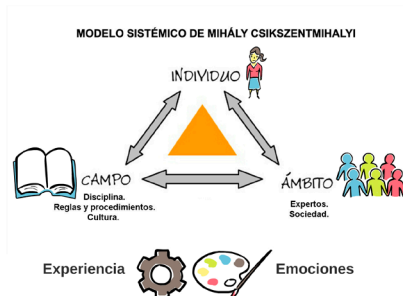 MODELO SISTÉMICO DE MIHÁLY CSIKSZENTMIHALYI
INDIVIDUO
CAMPO
Disciplina.
Reglas y procedimientos.
Cultura.
ÁMBITO
Expertos.
Sociedad.
Experiencia
Emociones